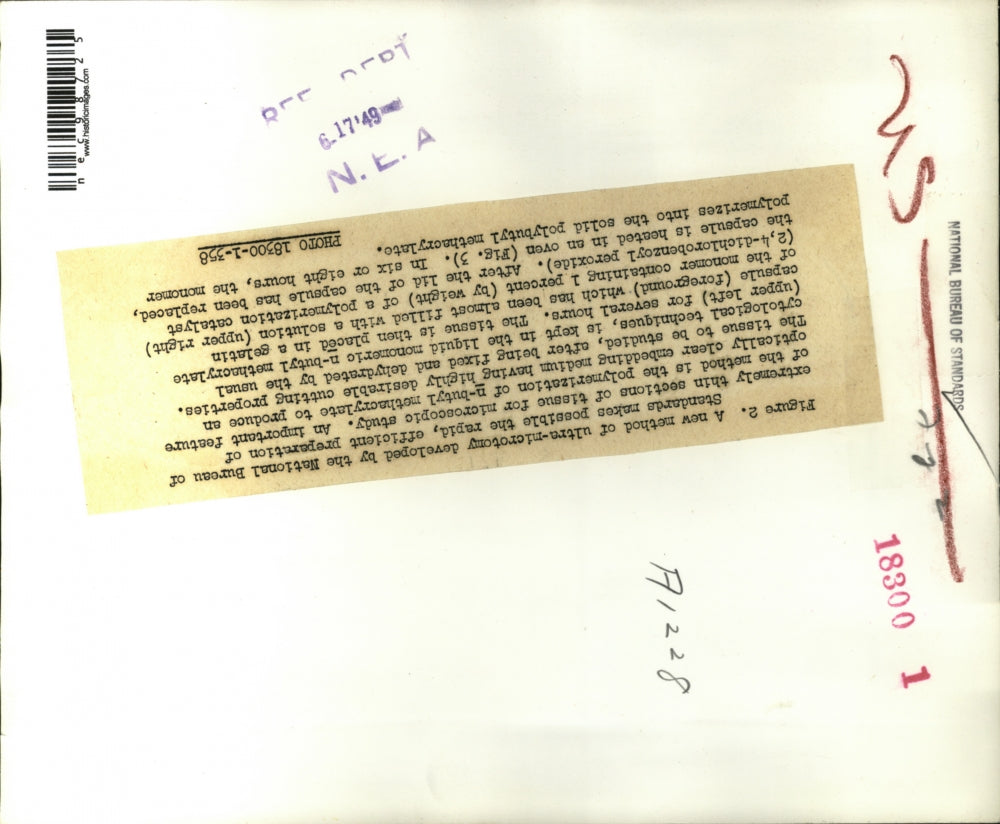 Figure 2. A new method of ultra-microtomy developed by the National Bureau of
Standards makes possible the rapid, efficient preparation of
extremely thin sections of tissue for microscopic study. An important feature
of the method is the polymerization of n-butyl methacrylate to produce an
optically clear embedding medium having highly desirable cutting properties.
The tissue to be studied, after being fixed and dehydrated by the usual
cytological techniques, is kept in the liquid monomeric n-butyl methacrylate
(upper left) for several hours. The tissue is then placed in a gelatin
capsule (foreground) which has been almost filled with a solution (upper right)
of the monomer containing 1 percent (by weight) of a polymerization catalyst
(2,4-dichlorobenzoyl peroxide). After the lid of the capsule has been replaced,
the capsule is heated in an oven (Fig. 3). In six or eight hours, the monomer
polymerizes into the solid polybutyl methacrylate.
PHOTO 18300-1-358
6.17'49
N.E.A
nec98725
www.historicimages.com
NATIONAL BUREAU OF STANDARDS
18300 1
A1228